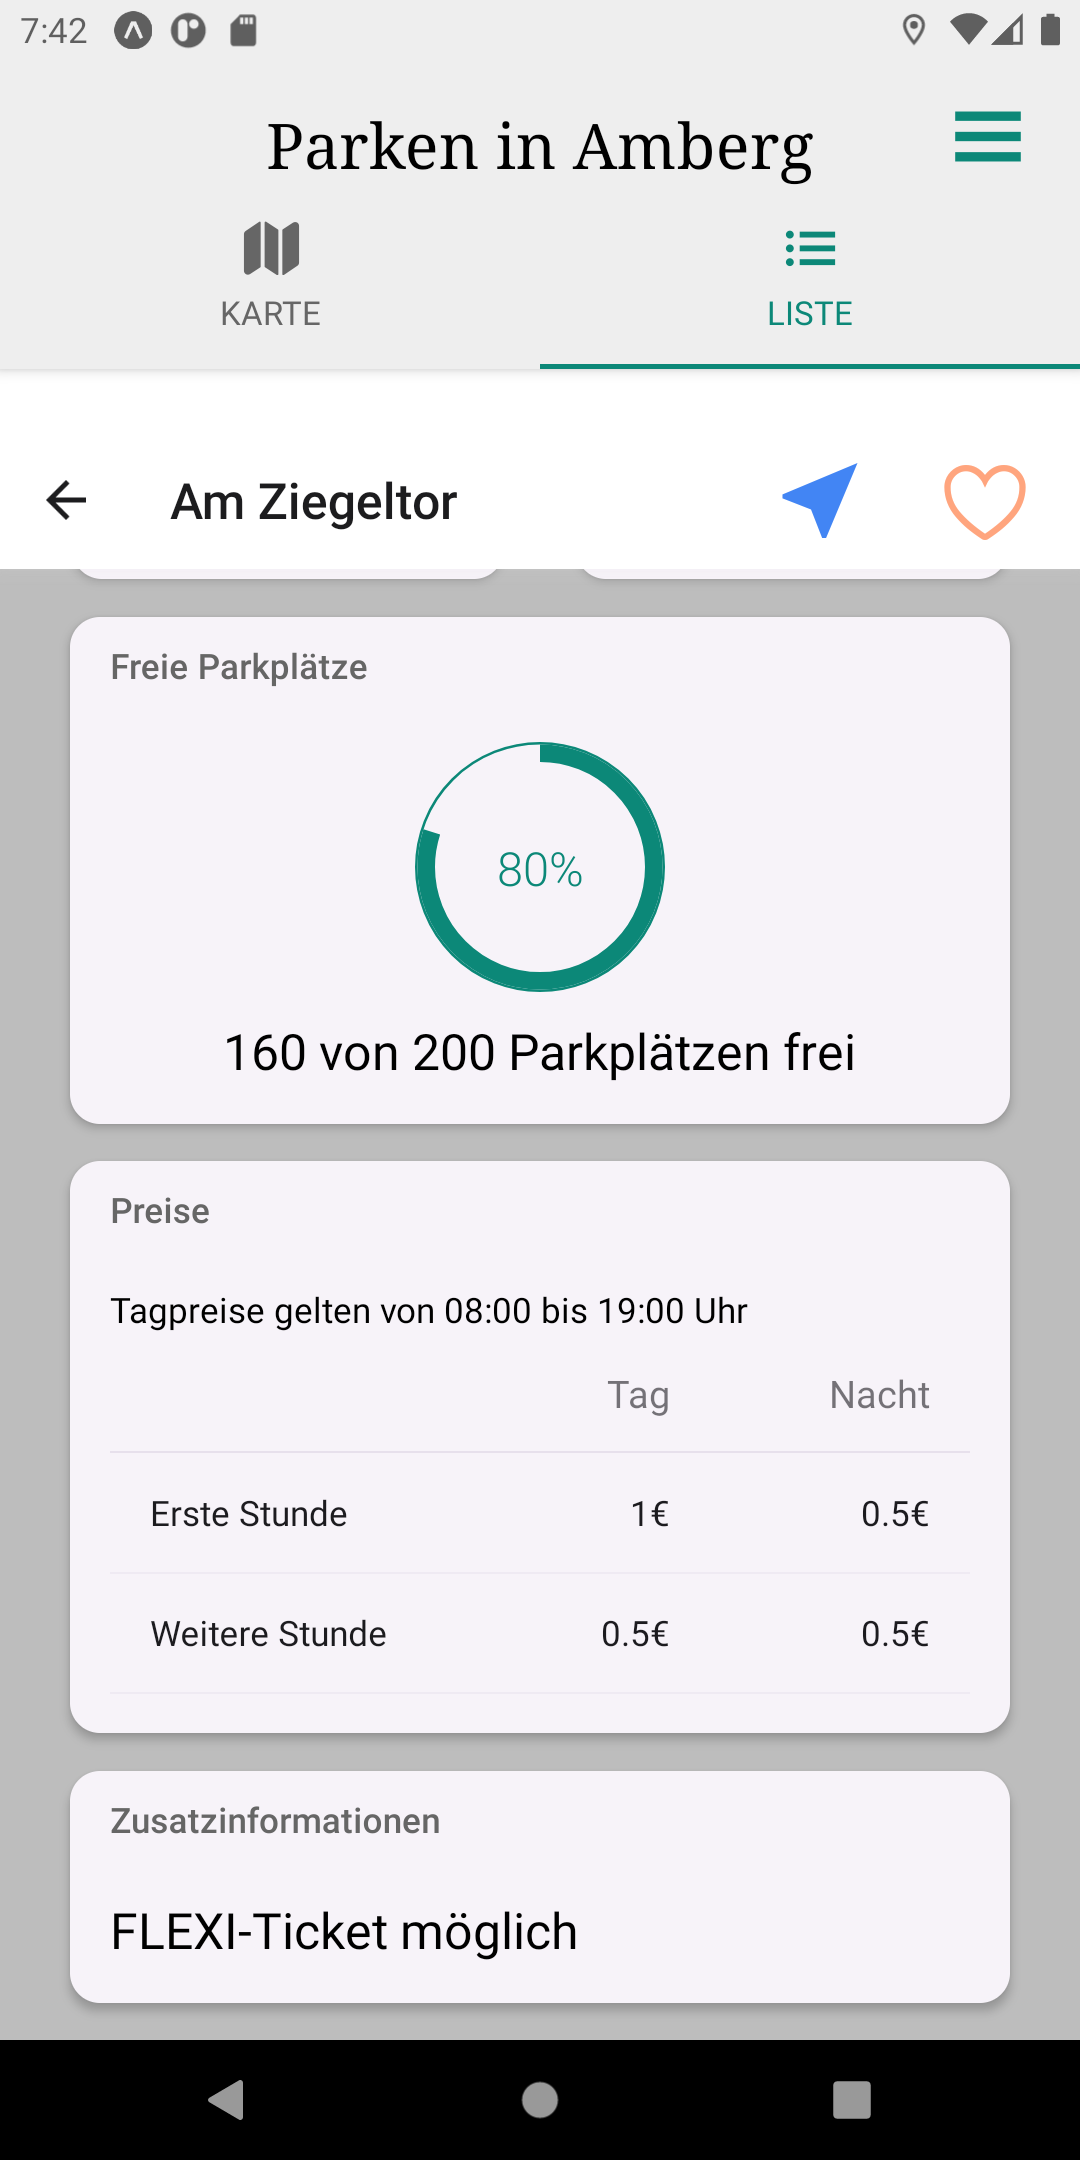 7:42
Parken in Amberg
KARTE
LISTE
Am Ziegeltor
Freie Parkplätze
80%
160 von 200 Parkplätzen frei
Preise
Tagpreise gelten von 08:00 bis 19:00 Uhr
Tag Nacht
Erste Stunde 1€ 0.5€
Weitere Stunde 0.5€ 0.5€
Zusatzinformationen
FLEXI-Ticket möglich